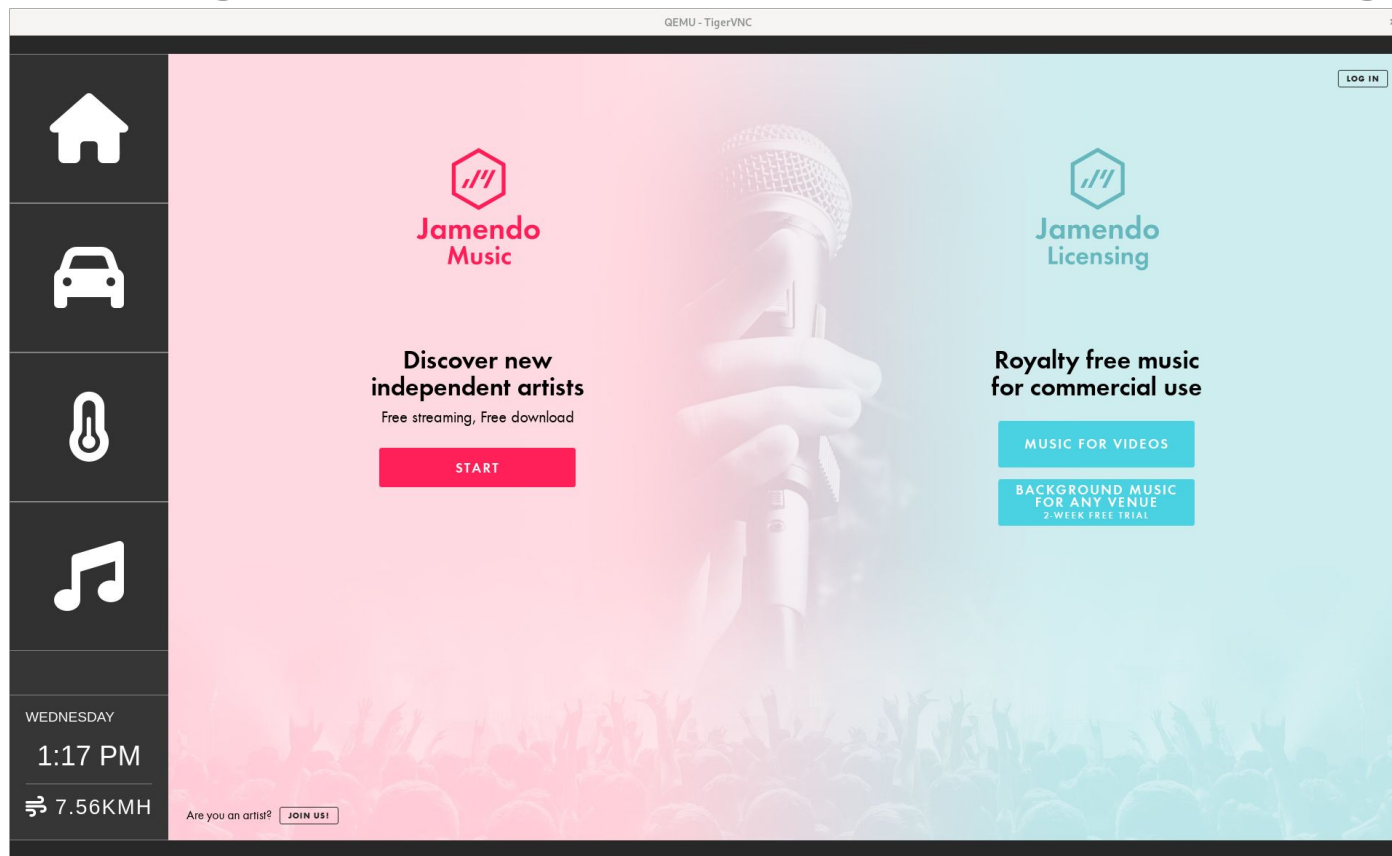 QEMU - TigerVNC
LOG IN
Jamendo
Music
Discover new
independent artists
Free streaming, Free download
START
Jamendo
Licensing
Royalty free music
for commercial use
MUSIC FOR VIDEOS
BACKGROUND MUSIC
FOR ANY VENUE
2-WEEK FREE TRIAL
WEDNESDAY
1:17 PM
7.56KMH
Are you an artist? JOIN US!